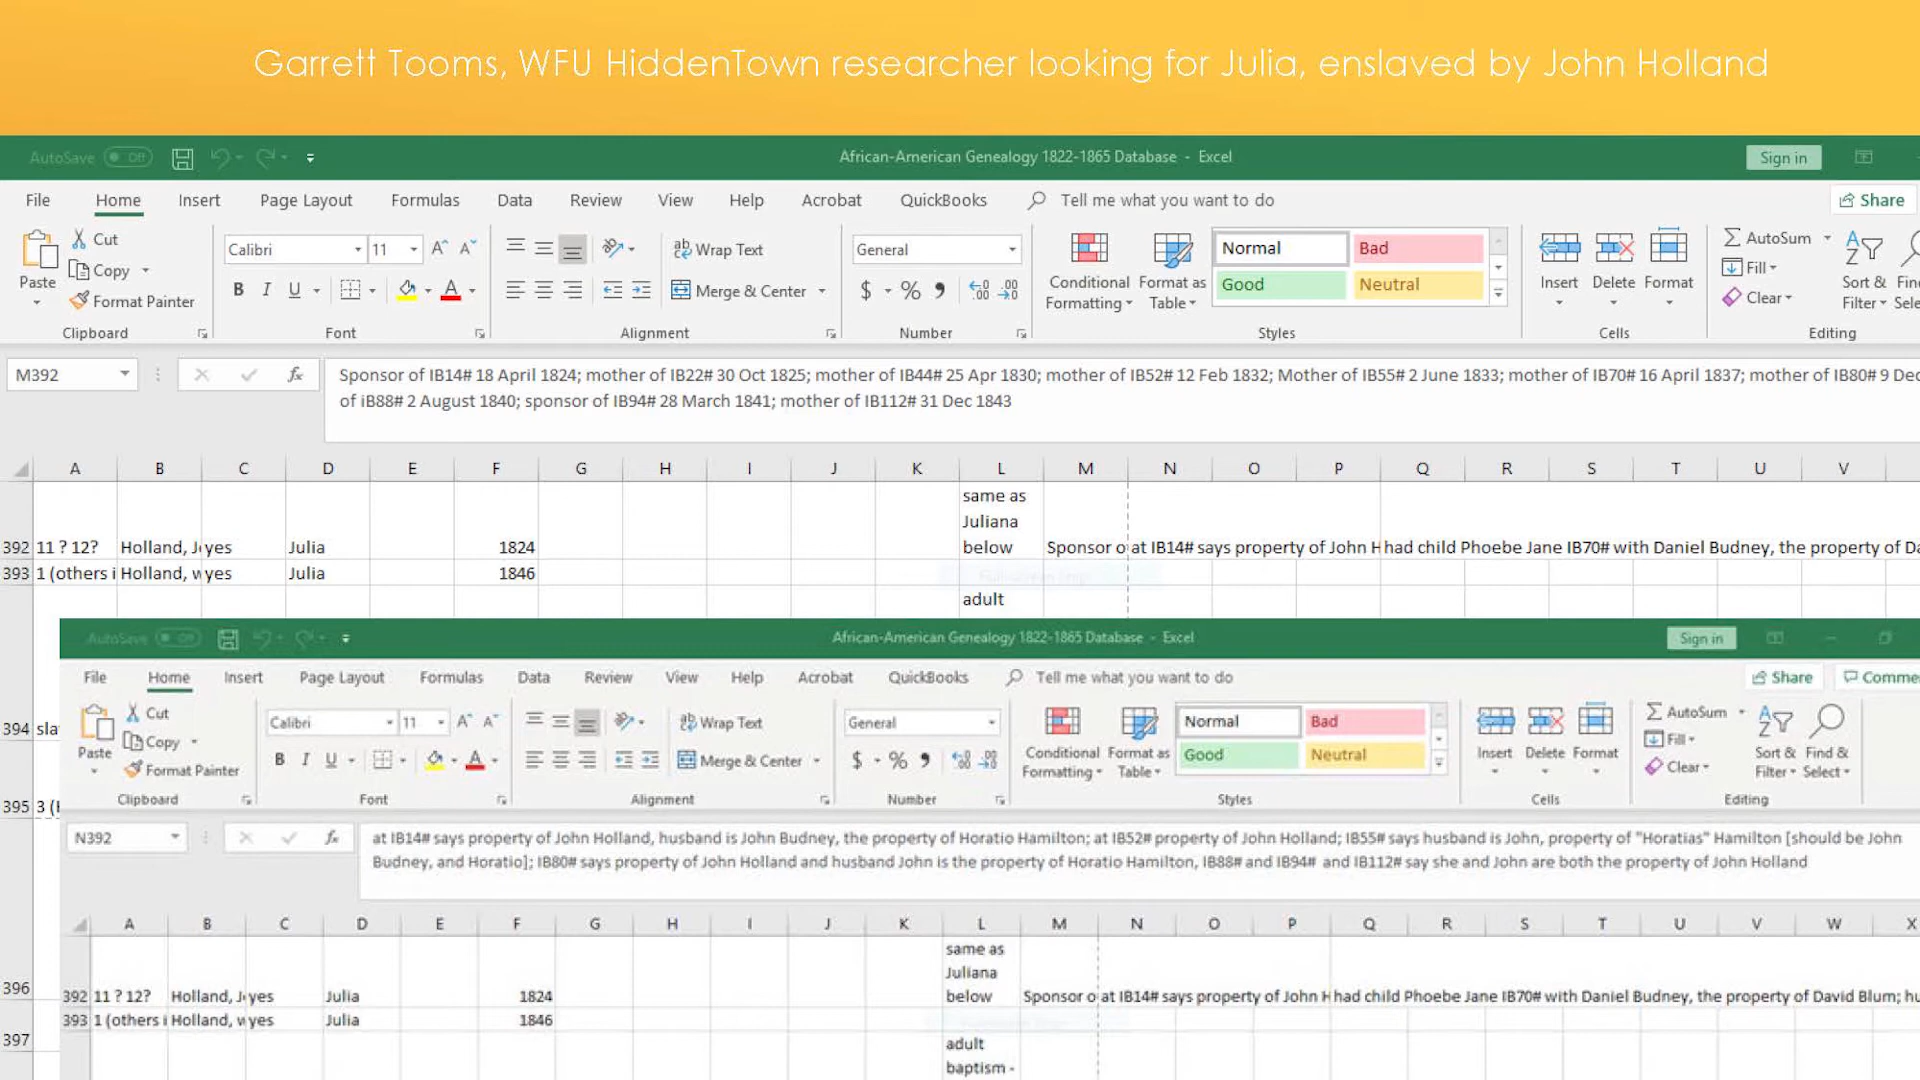 Garrett Tooms, WFU HiddenTown researcher looking for Julia, enslaved by John Holland
AutoSave Off African-American Genealogy 1822-1865 Database - Excel Sign in
File Home Insert Page Layout Formulas Data Review View Help Acrobat QuickBooks Tell me what you want to do Share
Cut
Copy
Format Painter
Paste
Clipboard
Calibri 11 A A
B I U A
Font
ab Wrap Text
Merge & Center
Alignment
General
$ % ,
Number
Conditional Formatting
Format as Table
Normal Bad
Good Neutral
Styles
Insert Delete Format
Cells
AutoSum
Fill
Clear
Sort &
Filter
Editing
M392 fx Sponsor of IB14# 18 April 1824; mother of IB22# 30 Oct 1825; mother of IB44# 25 Apr 1830; mother of IB52# 12 Feb 1832; Mother of IB55# 2 June 1833; mother of IB70# 16 April 1837; mother of IB80# 9 Dec
of iB88# 2 August 1840; sponsor of IB94# 28 March 1841; mother of IB112# 31 Dec 1843
A B C D E F G H I J K L M N O P Q R S T U V
same as
Juliana
392 11 ? 12? Holland, J yes Julia 1824 below Sponsor o at IB14# says property of John H had child Phoebe Jane IB70# with Daniel Budney, the property of Da
393 1 (others i Holland, w yes Julia 1846
adult
394 sla
395 3 (
396
397
AutoSave Off African-American Genealogy 1822-1865 Database - Excel Sign in
File Home Insert Page Layout Formulas Data Review View Help Acrobat QuickBooks Tell me what you want to do Share Comme
Cut
Copy
Format Painter
Paste
Clipboard
Calibri 11 A A
B I U A
Font
ab Wrap Text
Merge & Center
Alignment
General
$ % ,
Number
Conditional Formatting
Format as Table
Normal Bad
Good Neutral
Styles
Insert Delete Format
Cells
AutoSum
Fill
Clear
Sort & Filter
Find & Select
Editing
N392 fx at IB14# says property of John Holland, husband is John Budney, the property of Horatio Hamilton; at IB52# property of John Holland; IB55# says husband is John, property of "Horatias" Hamilton [should be John
Budney, and Horatio]; IB80# says property of John Holland and husband John is the property of Horatio Hamilton, IB88# and IB94# and IB112# say she and John are both the property of John Holland
A B C D E F G H I J K L M N O P Q R S T U V W X
same as
Juliana
392 11 ? 12? Holland, J yes Julia 1824 below Sponsor o at IB14# says property of John H had child Phoebe Jane IB70# with Daniel Budney, the property of David Blum; h
393 1 (others i Holland, w yes Julia 1846
adult
baptism -